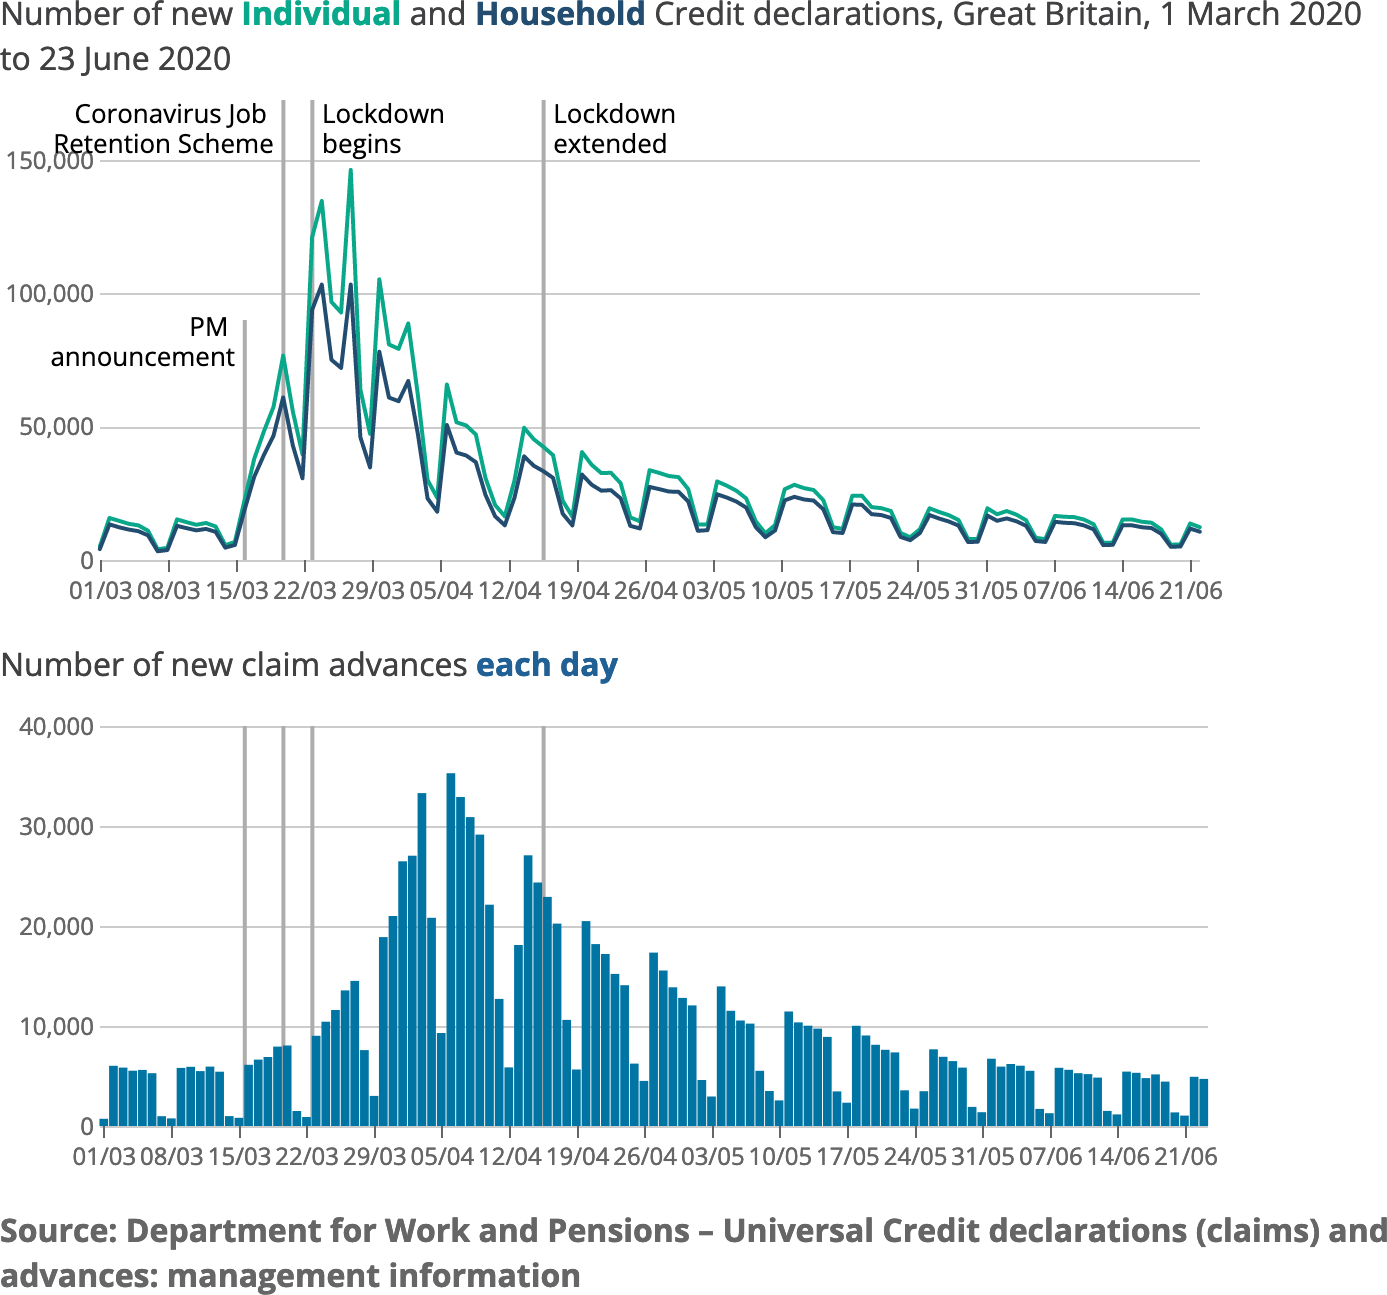 Number of new Individual and Household Credit declarations, Great Britain, 1 March 2020
to 23 June 2020
Coronavirus Job
Retention Scheme
Lockdown
begins
Lockdown
extended
PM
announcement
150,000
100,000
50,000
0
01/03 08/03 15/03 22/03 29/03 05/04 12/04 19/04 26/04 03/05 10/05 17/05 24/05 31/05 07/06 14/06 21/06
Number of new claim advances each day
40,000
30,000
20,000
10,000
0
01/03 08/03 15/03 22/03 29/03 05/04 12/04 19/04 26/04 03/05 10/05 17/05 24/05 31/05 07/06 14/06 21/06
Source: Department for Work and Pensions – Universal Credit declarations (claims) and
advances: management information